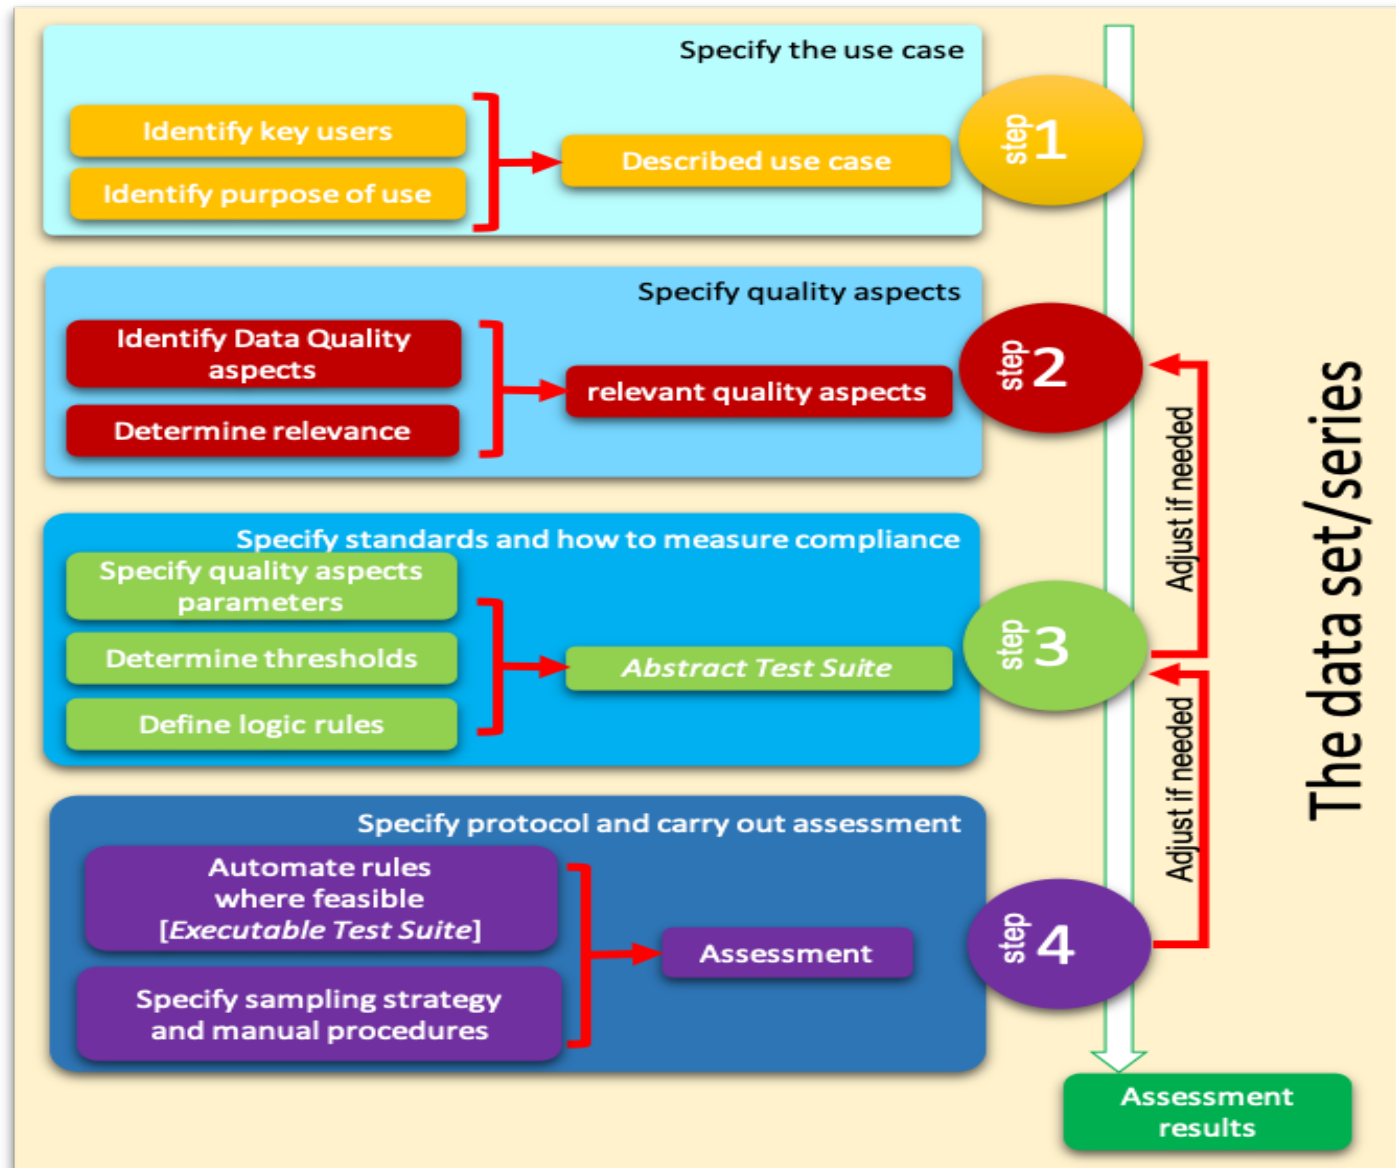 Specify the use case
Identify key users
Identify purpose of use
Described use case
step 1
Specify quality aspects
Identify Data Quality
aspects
Determine relevance
relevant quality aspects
step 2
Specify standards and how to measure compliance
Specify quality aspects
parameters
Determine thresholds
Define logic rules
Abstract Test Suite
step 3
Adjust if needed
Specify protocol and carry out assessment
Automate rules
where feasible
[Executable Test Suite]
Specify sampling strategy
and manual procedures
Assessment
step 4
Adjust if needed
The data set/series
Assessment
results